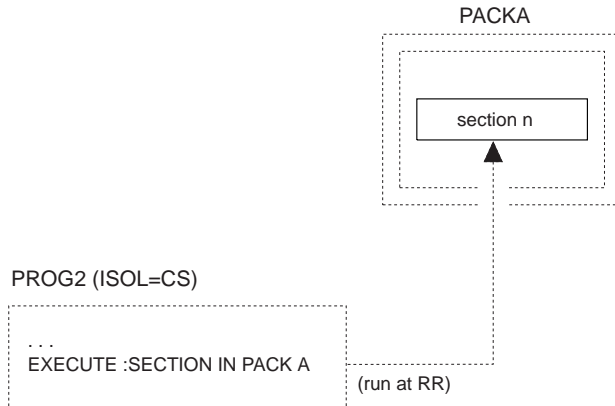 PACKA
section n
PROG2 (ISOL=CS)
. . .
EXECUTE :SECTION IN PACK A
(run at RR)